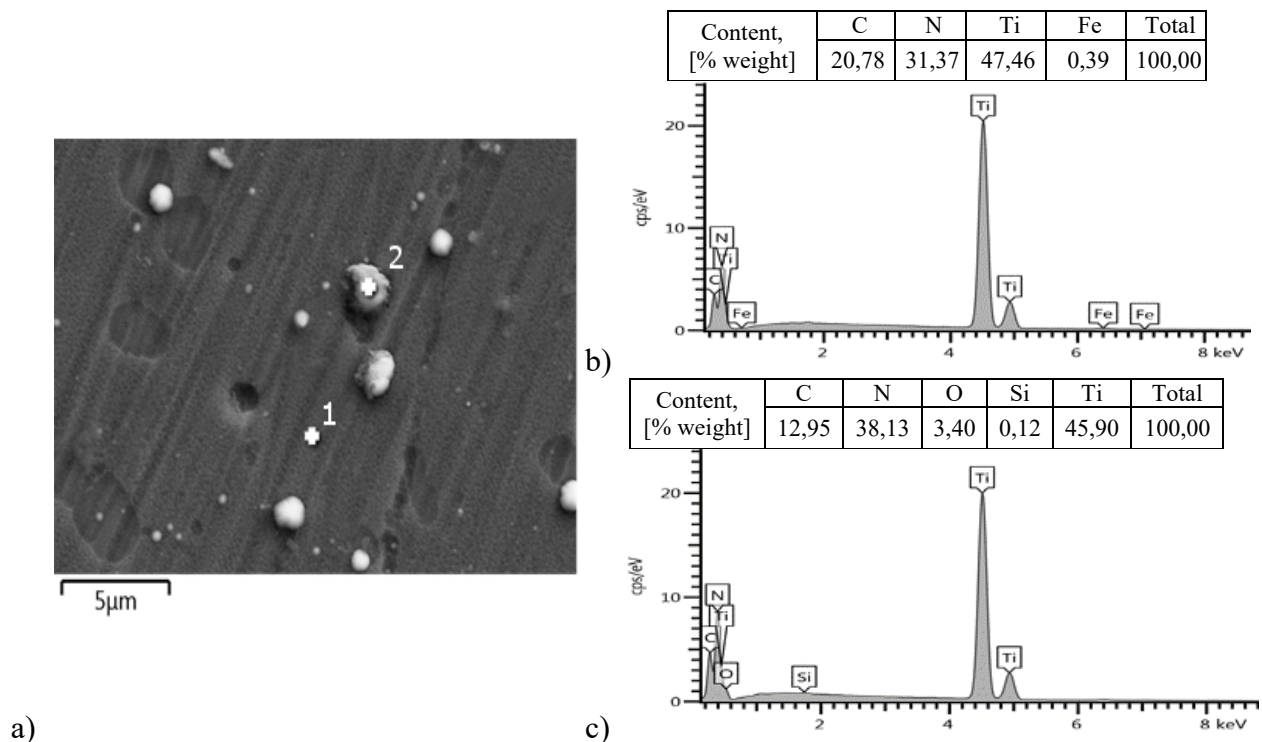 Content, [% weight] C N Ti Fe Total
20,78 31,37 47,46 0,39 100,00
20
10
0
cps/eV
Ti
N
Ti
C
Fe
Ti
Fe
Fe
2 4 6 8 keV
b)
2
1
5µm
a)
Content, [% weight] C N O Si Ti Total
12,95 38,13 3,40 0,12 45,90 100,00
20
10
0
cps/eV
Ti
N
Ti
C
O
Si
Ti
2 4 6 8 keV
c)